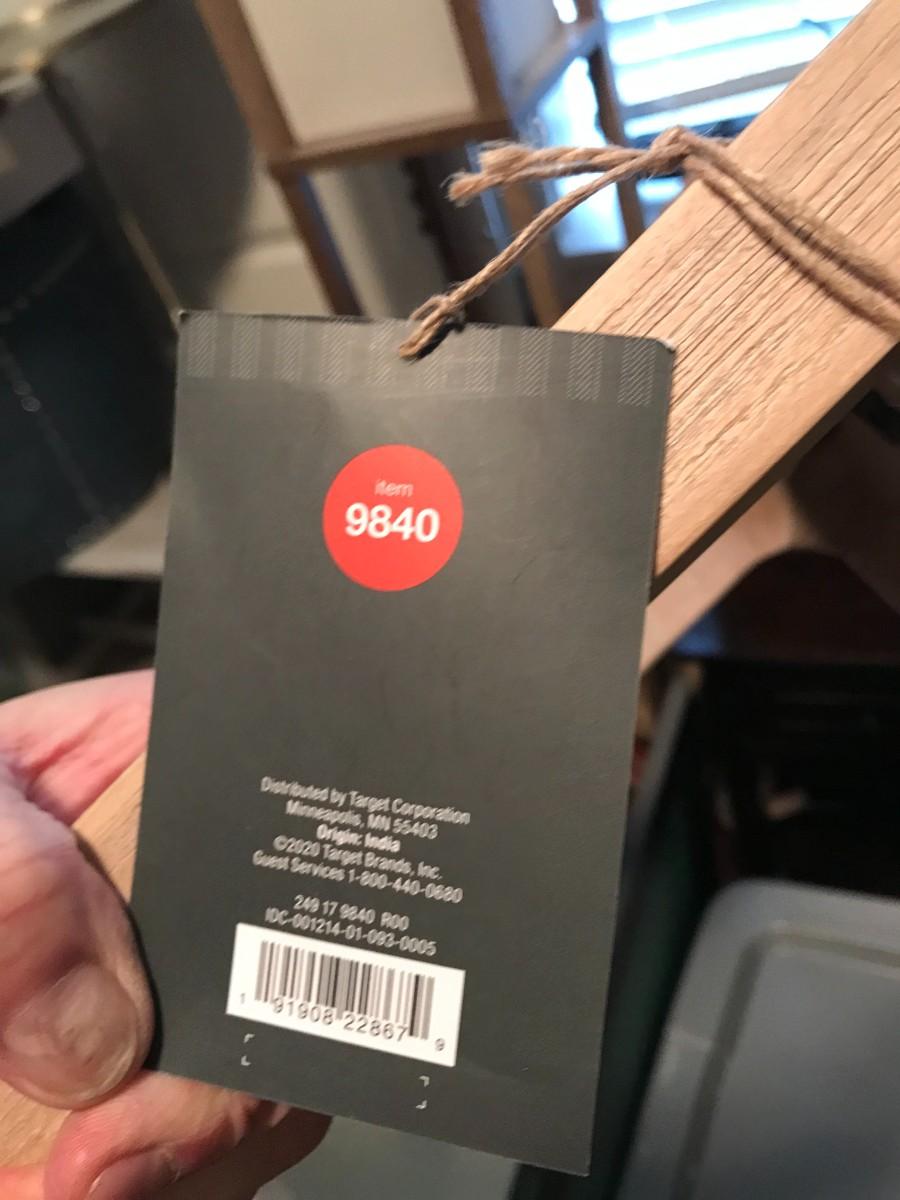 item
9840
Distributed by Target Corporation
Minneapolis, MN 55403
Origin: India
©2020 Target Brands, Inc.
Guest Services 1-800-440-0680
249 17 9840 R00
IDC-001214-01-093-0005
1 91908 22867 9